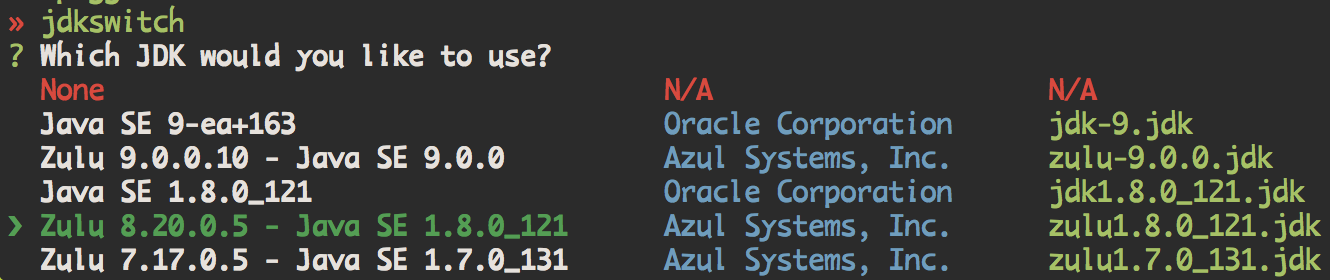 » jdkswitch
? Which JDK would you like to use?
None N/A N/A
Java SE 9-ea+163 Oracle Corporation jdk-9.jdk
Zulu 9.0.0.10 - Java SE 9.0.0 Azul Systems, Inc. zulu-9.0.0.jdk
Java SE 1.8.0_121 Oracle Corporation jdk1.8.0_121.jdk
❯ Zulu 8.20.0.5 - Java SE 1.8.0_121 Azul Systems, Inc. zulu1.8.0_121.jdk
Zulu 7.17.0.5 - Java SE 1.7.0_131 Azul Systems, Inc. zulu1.7.0_131.jdk